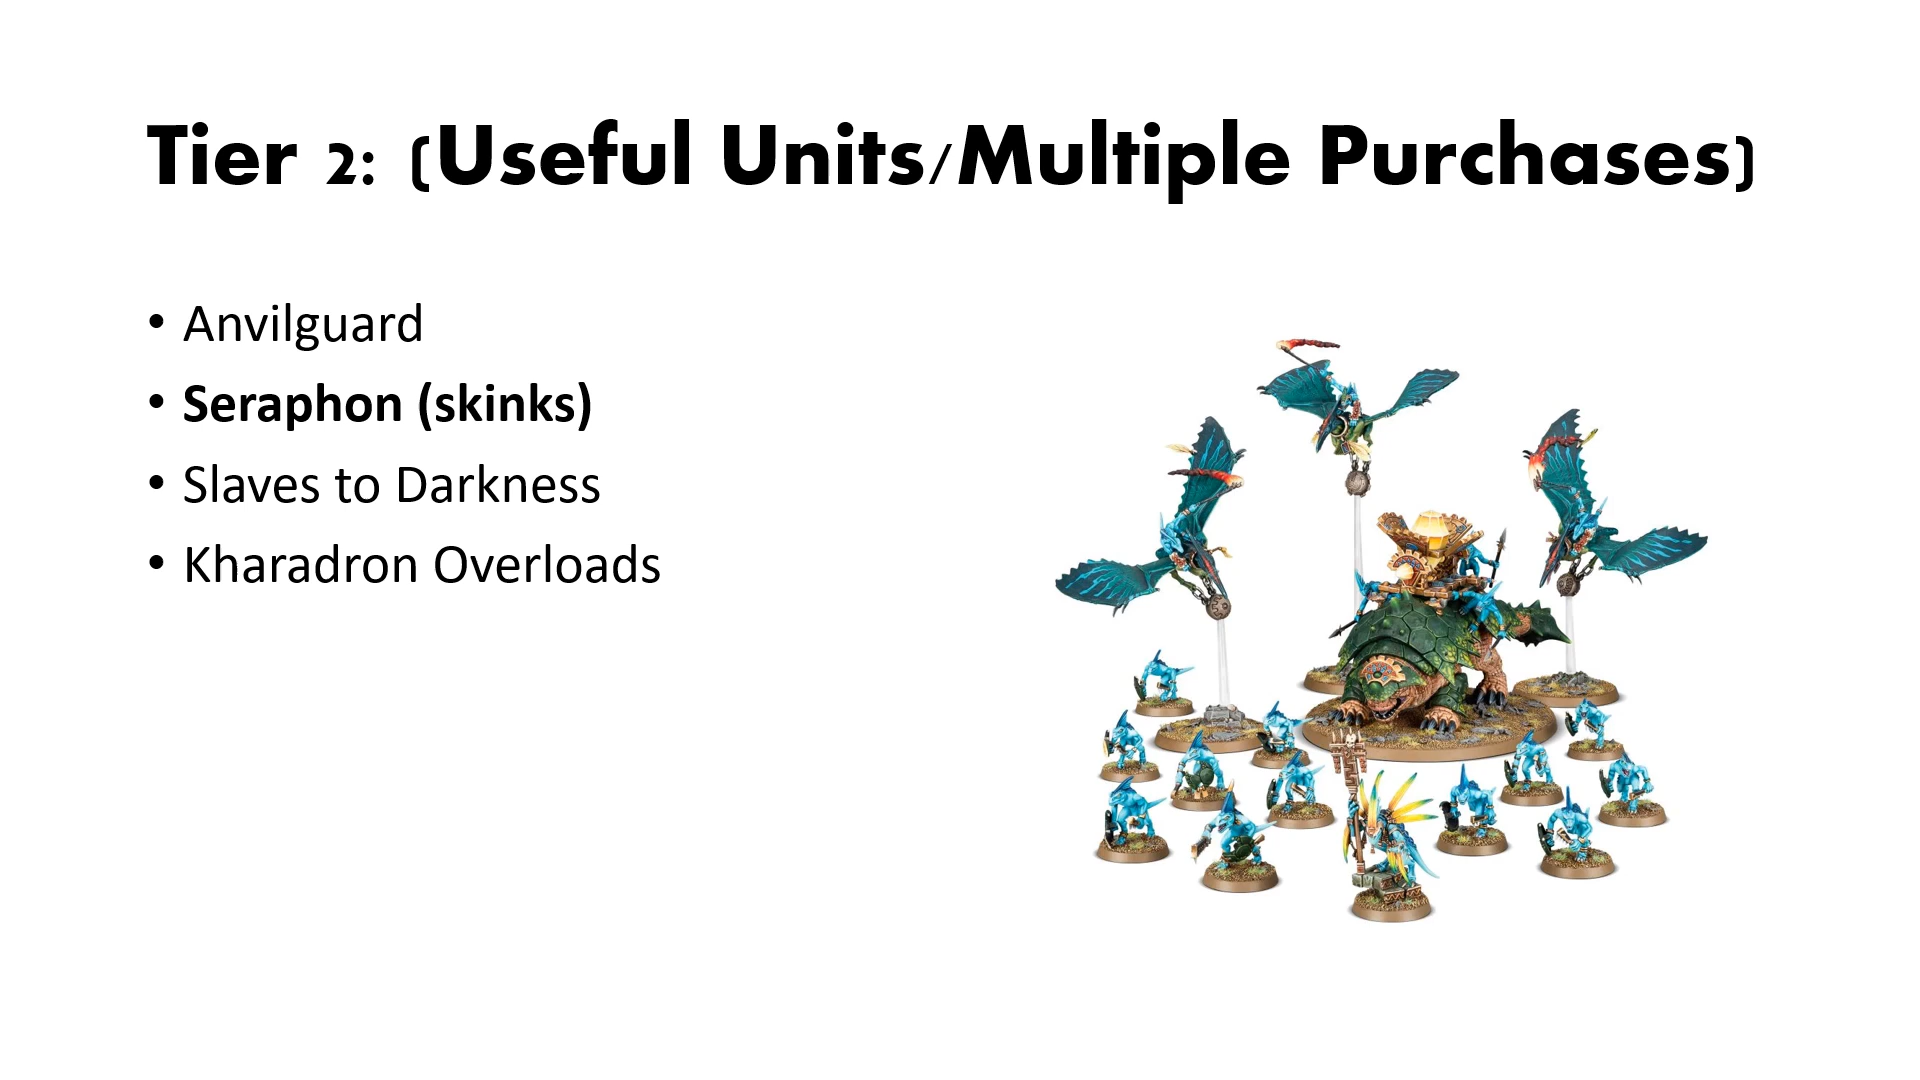 Tier 2: (Useful Units/Multiple Purchases)
• Anvilguard
• Seraphon (skinks)
• Slaves to Darkness
• Kharadron Overloads